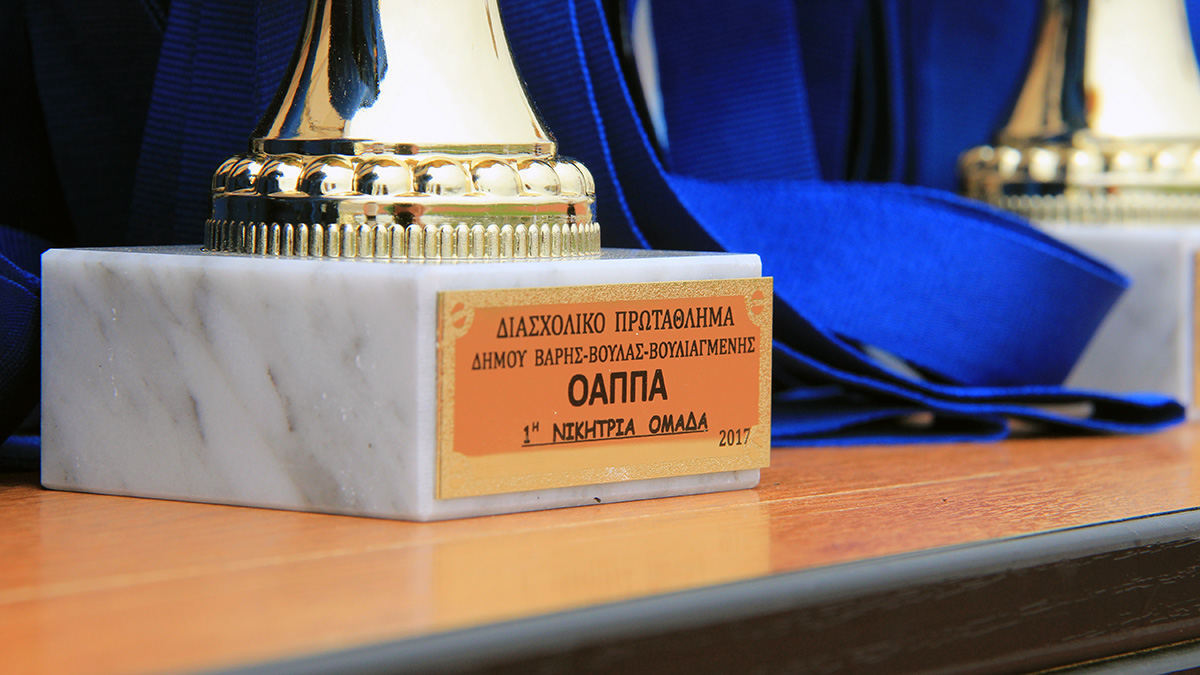 ΔΙΑΣΧΟΛΙΚΟ ΠΡΩΤΑΘΛΗΜΑ
ΔΗΜΟΥ ΒΑΡΗΣ-ΒΟΥΛΑΣ-ΒΟΥΛΙΑΓΜΕΝΗΣ
ΟΑΠΠΑ
1Η ΝΙΚΗΤΡΙΑ ΟΜΑΔΑ
2017